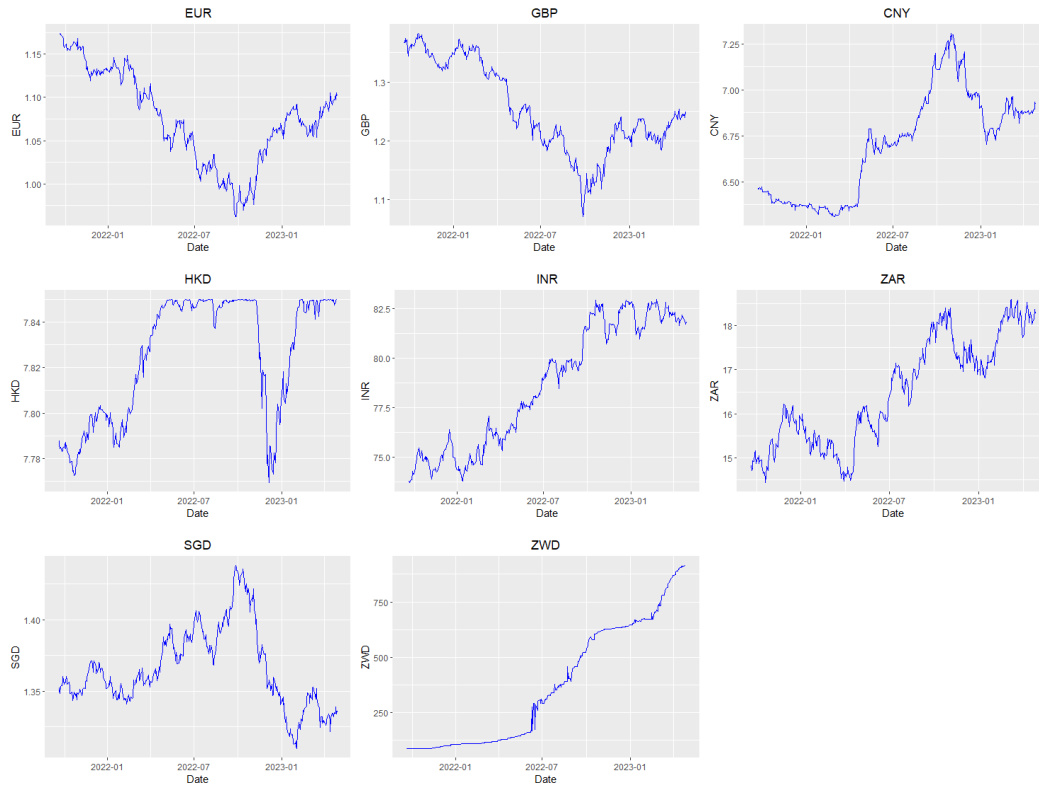 EUR
EUR
1.15
1.10
1.05
1.00
2022-01 2022-07 2023-01
Date
GBP
GBP
1.3
1.2
1.1
2022-01 2022-07 2023-01
Date
CNY
CNY
7.25
7.00
6.75
6.50
2022-01 2022-07 2023-01
Date
HKD
HKD
7.84
7.82
7.80
7.78
2022-01 2022-07 2023-01
Date
INR
INR
82.5
80.0
77.5
75.0
2022-01 2022-07 2023-01
Date
ZAR
ZAR
18
17
16
15
2022-01 2022-07 2023-01
Date
SGD
SGD
1.40
1.35
2022-01 2022-07 2023-01
Date
ZWD
ZWD
750
500
250
2022-01 2022-07 2023-01
Date